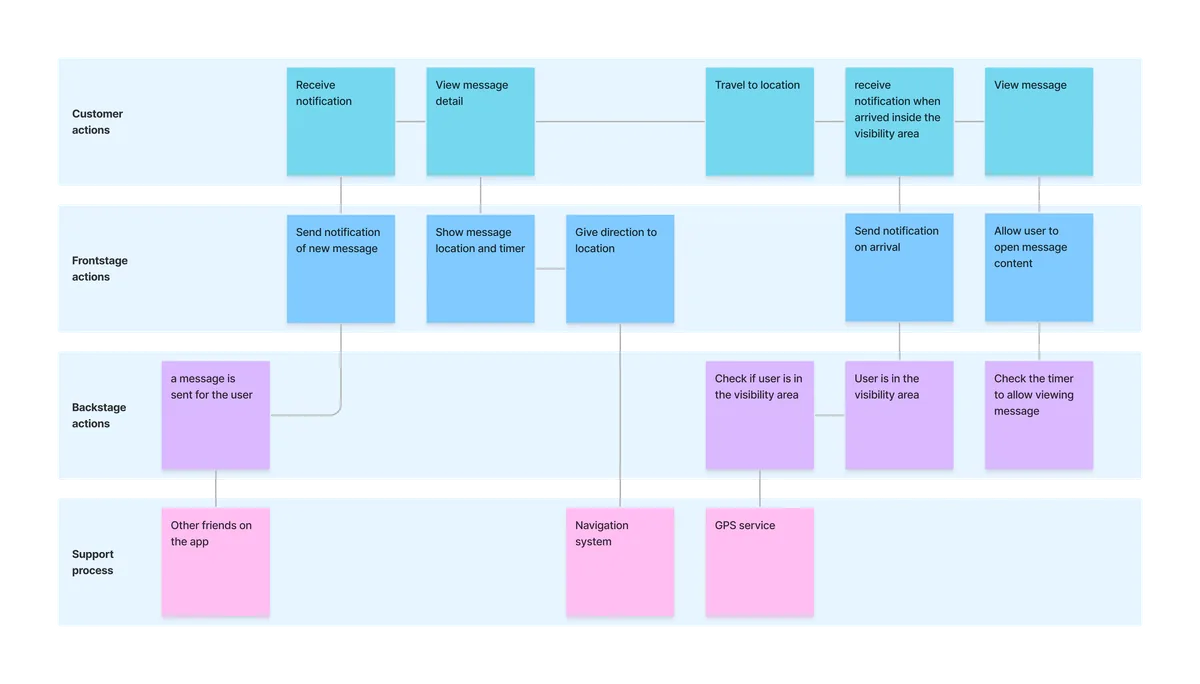 Customer
actions
Receive
notification
View message
detail
Travel to location
receive
notification when
arrived inside the
visibility area
View message
Frontstage
actions
Send notification
of new message
Show message
location and timer
Give direction to
location
Send notification
on arrival
Allow user to
open message
content
Backstage
actions
a message is
sent for the user
Check if user is in
the visibility area
User is in the
visibility area
Check the timer
to allow viewing
message
Support
process
Other friends on
the app
Navigation
system
GPS service